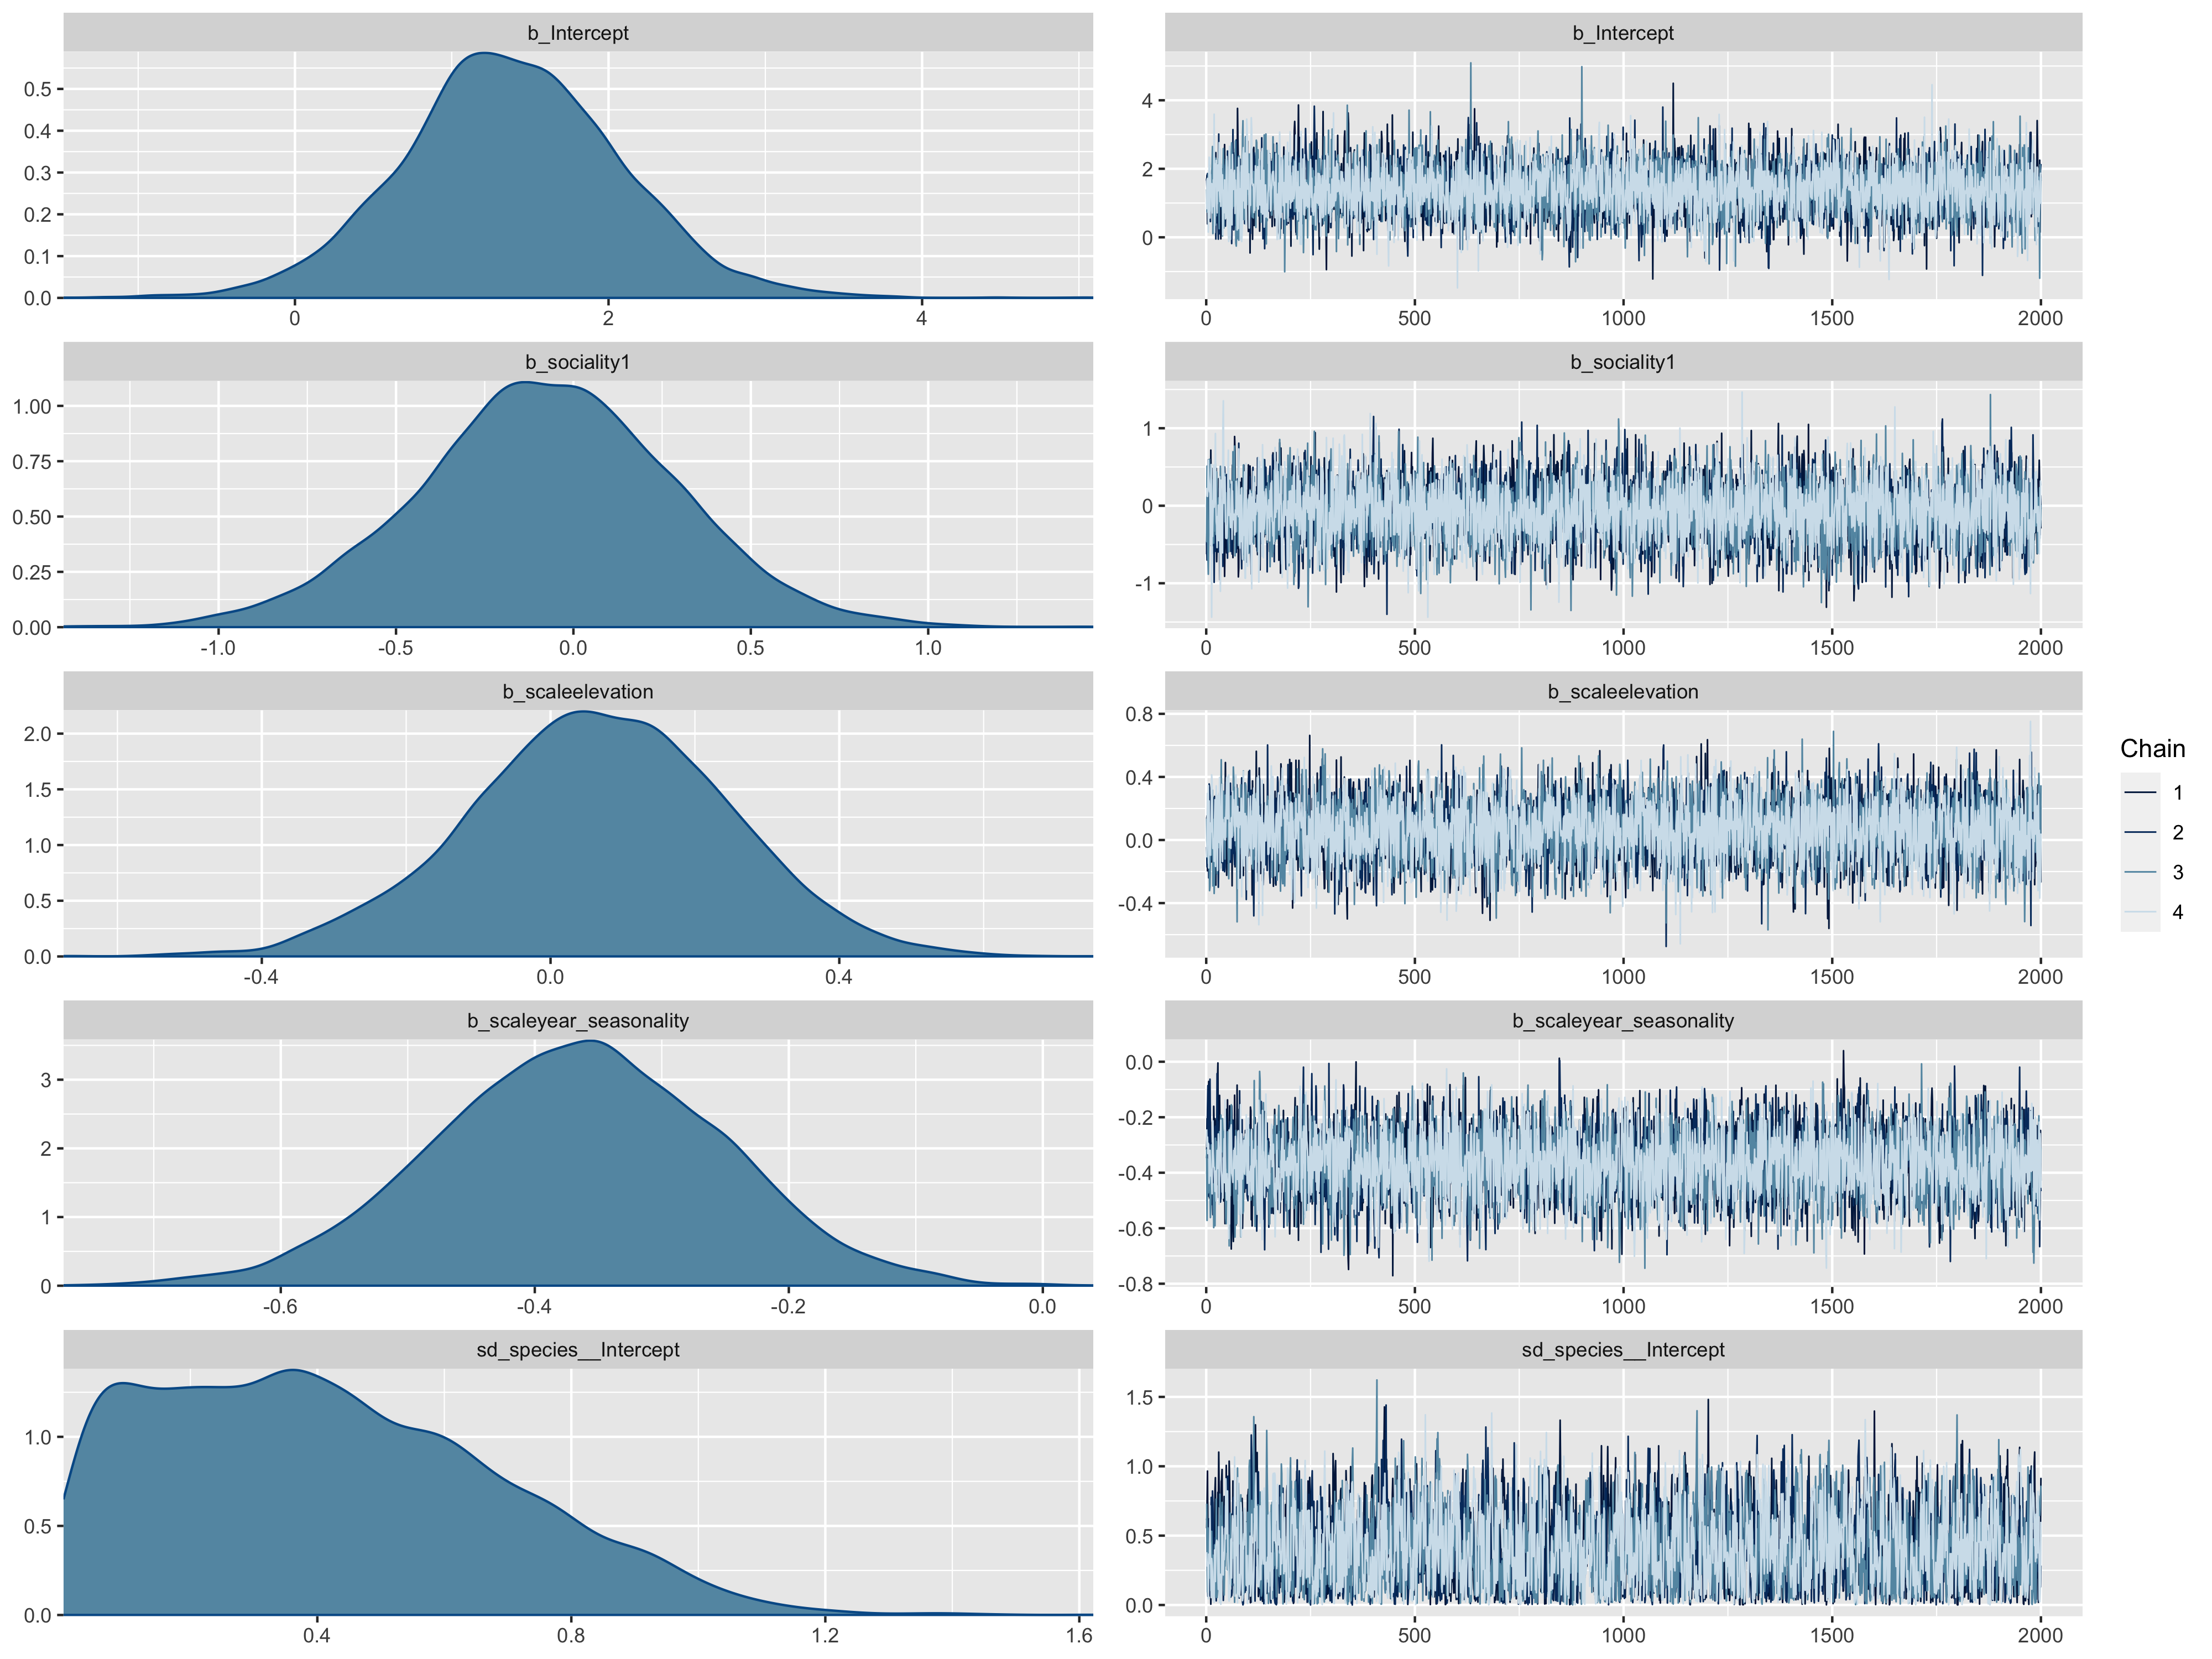 b_Intercept
0.5
0.4
0.3
0.2
0.1
0.0
0 2 4
b_Intercept
4
2
0
0 500 1000 1500 2000
b_sociality1
1.00
0.75
0.50
0.25
0.00
-1.0 -0.5 0.0 0.5 1.0
b_sociality1
1
0
-1
0 500 1000 1500 2000
b_scaleelevation
2.0
1.5
1.0
0.5
0.0
-0.4 0.0 0.4
b_scaleelevation
0.8
0.4
0.0
-0.4
0 500 1000 1500 2000
b_scaleyear_seasonality
3
2
1
0
-0.6 -0.4 -0.2 0.0
b_scaleyear_seasonality
0.0
-0.2
-0.4
-0.6
-0.8
0 500 1000 1500 2000
sd_species__Intercept
1.0
0.5
0.0
0.4 0.8 1.2 1.6
sd_species__Intercept
1.5
1.0
0.5
0.0
0 500 1000 1500 2000
Chain
1
2
3
4